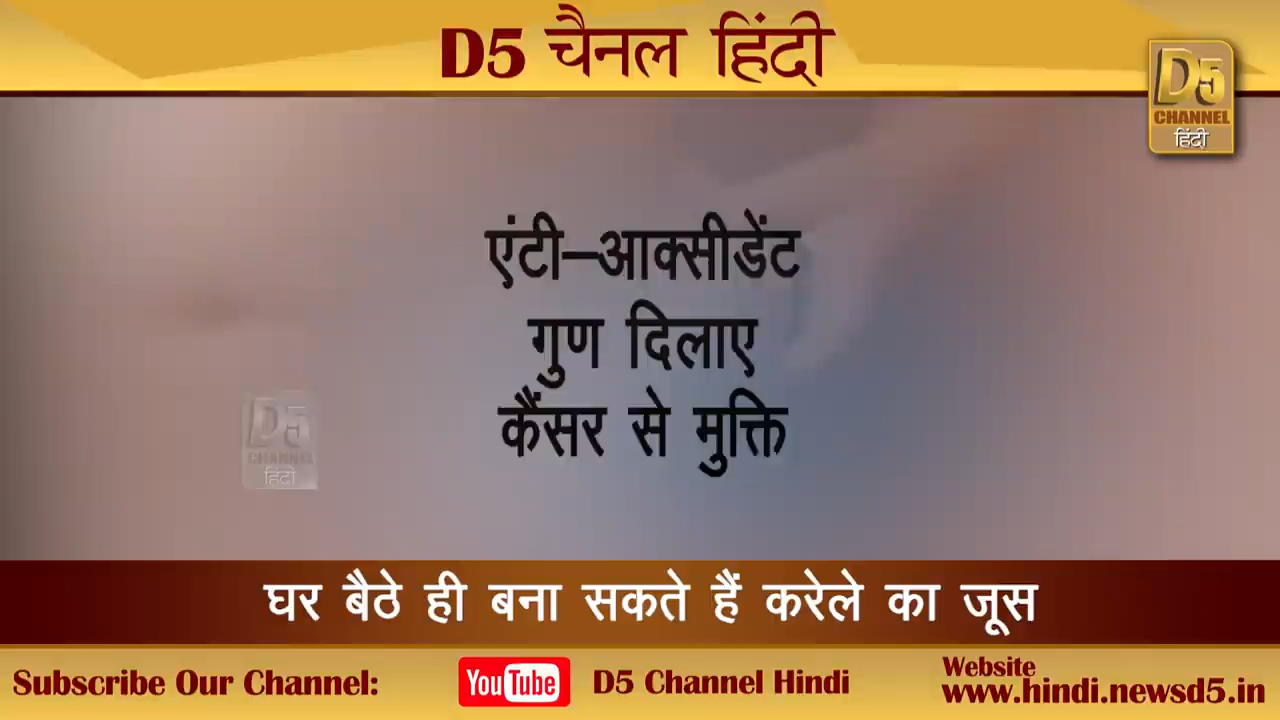 D5 चैनल हिंदी
D5
CHANNEL
हिंदी
एंटी–आक्सीडेंट
गुण दिलाए
कैंसर से मुक्ति
D5
CHANNEL
हिंदी
घर बैठे ही बना सकते हैं करेले का जूस
Subscribe Our Channel: YouTube D5 Channel Hindi
Website
www.hindi.newsd5.in